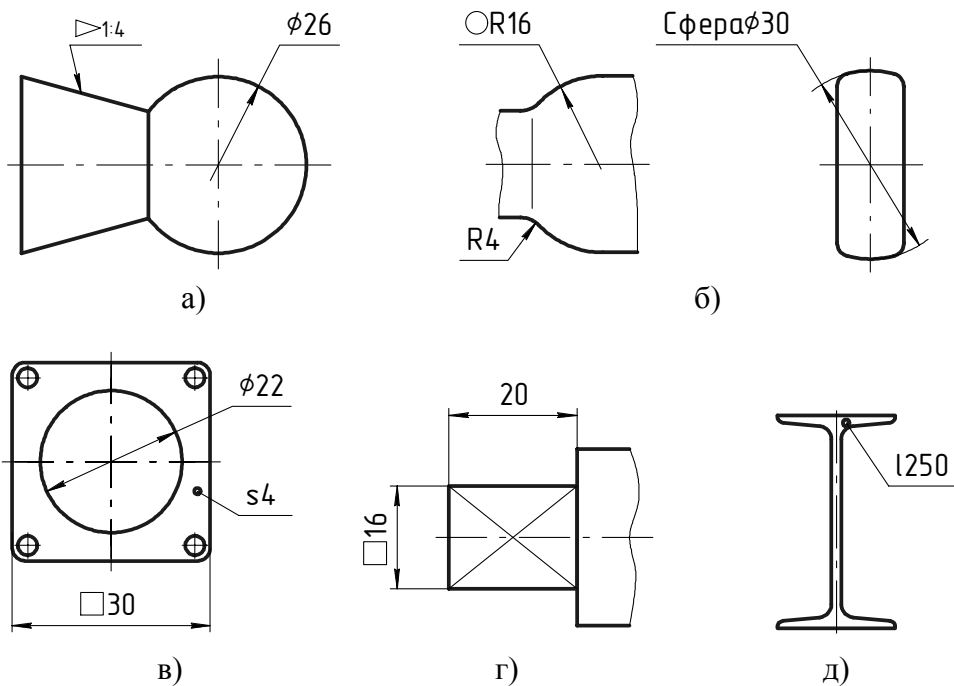 ▷1:4
ϕ26
○R16
Сфераϕ30
R4
а)
б)
ϕ22
s4
□30
20
□16
l250
в)
г)
д)